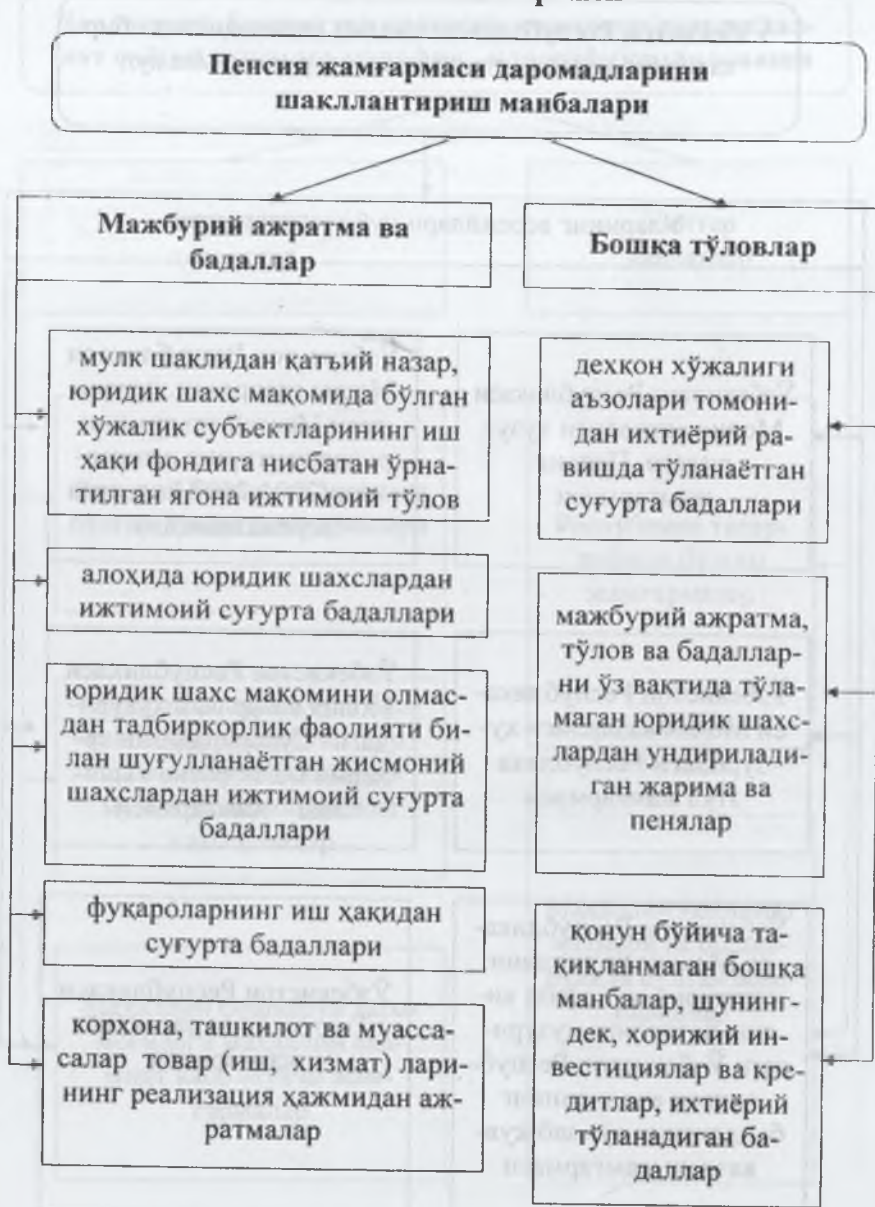 Пенсия жамғармаси даромадларини
шакллантириш манбалари
Мажбурий ажратма ва
бадаллар
мулк шаклидан қатъий назар,
юридик шахс мақомида бўлган
хўжалик субъектларининг иш
ҳақи фондига нисбатан ўрна-
тилган ягона ижтимоий тўлов
алоҳида юридик шахслардан
ижтимоий суғурта бадаллари
юридик шахс мақомини олмас-
дан тадбиркорлик фаолияти би-
лан шуғулланаётган жисмоний
шахслардан ижтимоий суғурта
бадаллари
фуқароларнинг иш ҳақидан
суғурта бадаллари
корхона, ташкилот ва муасса-
салар товар (иш, хизмат) лари-
нинг реализация ҳажмидан аж-
ратмалар
Бошқа тўловлар
дехқон хўжалиги
аъзолари томони-
дан ихтиёрий ра-
вишда тўланаётган
суғурта бадаллари
мажбурий ажратма,
тўлов ва бадаллар-
ни ўз вақтида тўла-
маган юридик шахс-
лардан ундирилади-
ган жарима ва
пенялар
қонун бўйича та-
қиқланмаган бошқа
манбалар, шунинг-
дек, хорижий ин-
вестициялар ва кре-
дитлар, ихтиёрий
тўланадиган ба-
даллар